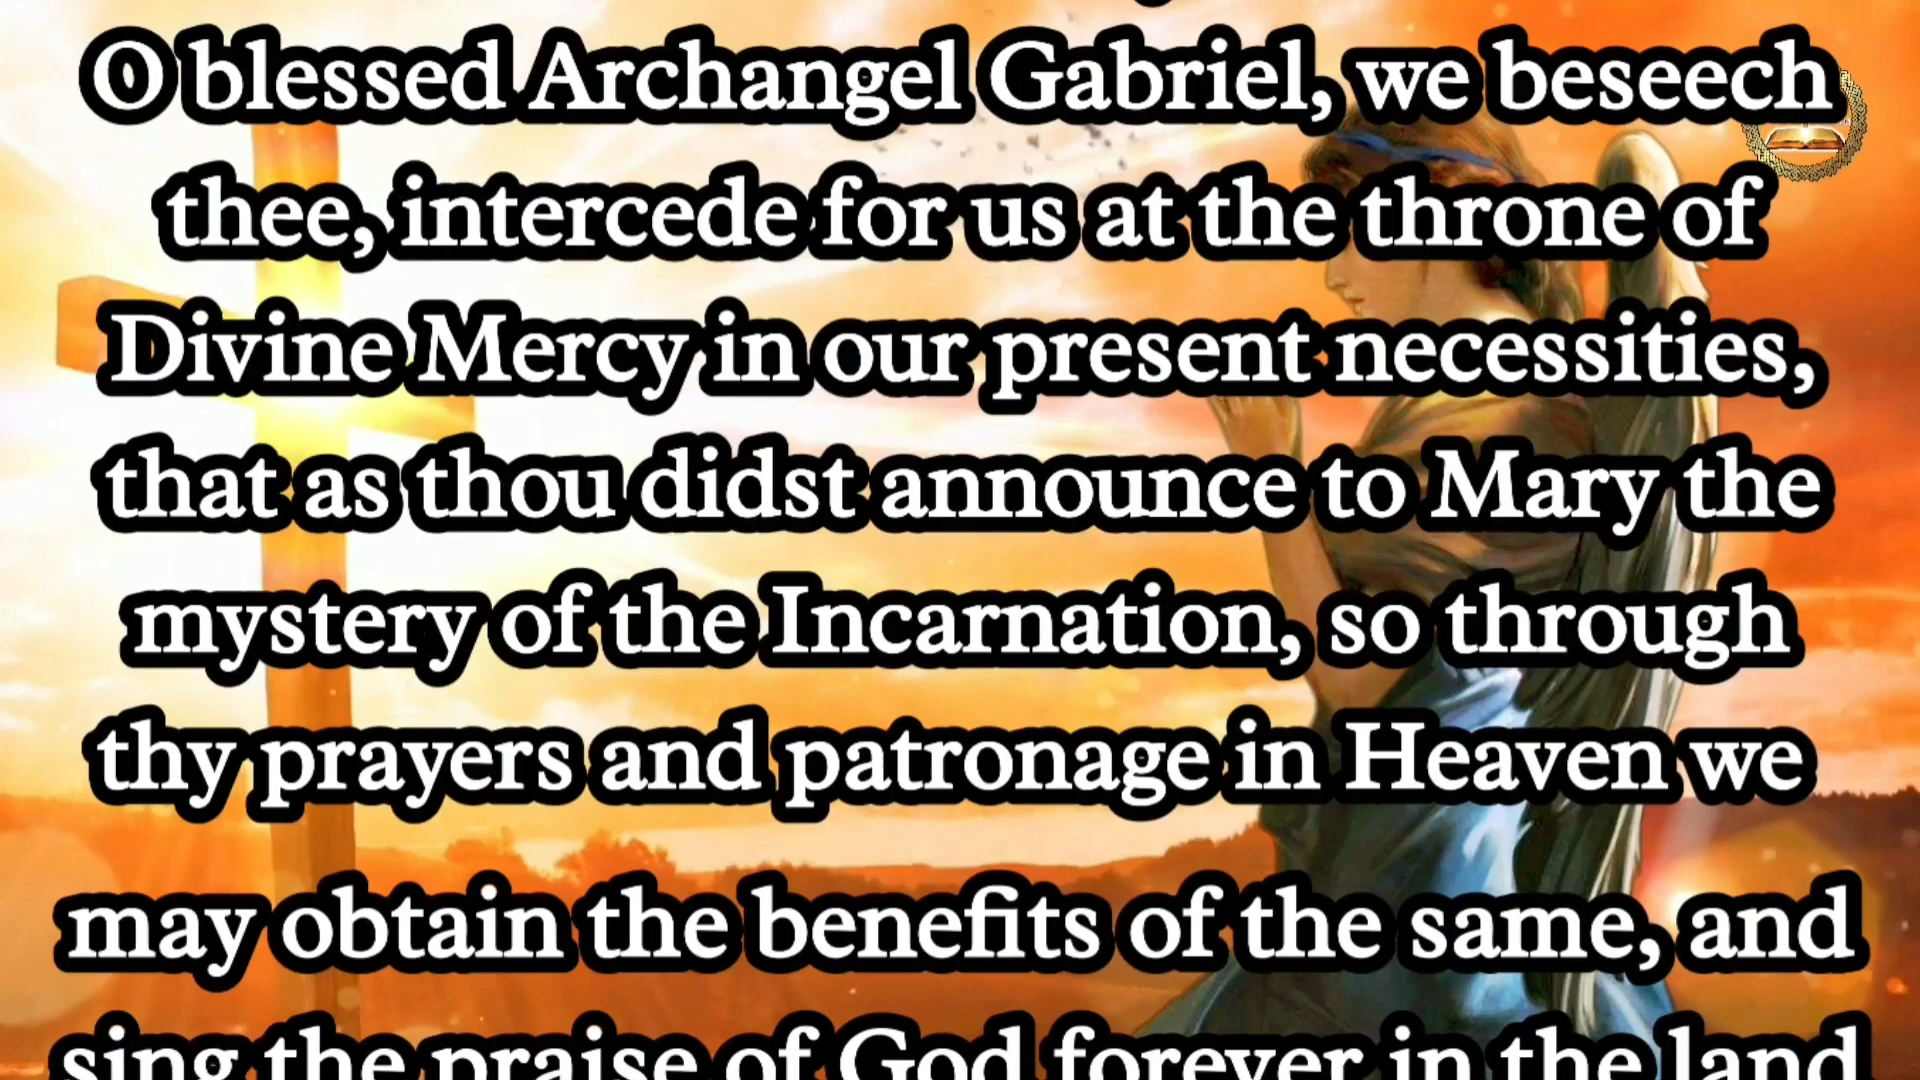 O blessed Archangel Gabriel, we beseech
thee, intercede for us at the throne of
Divine Mercy in our present necessities,
that as thou didst announce to Mary the
mystery of the Incarnation, so through
thy prayers and patronage in Heaven we
may obtain the benefits of the same, and
sing the praise of God forever in the land